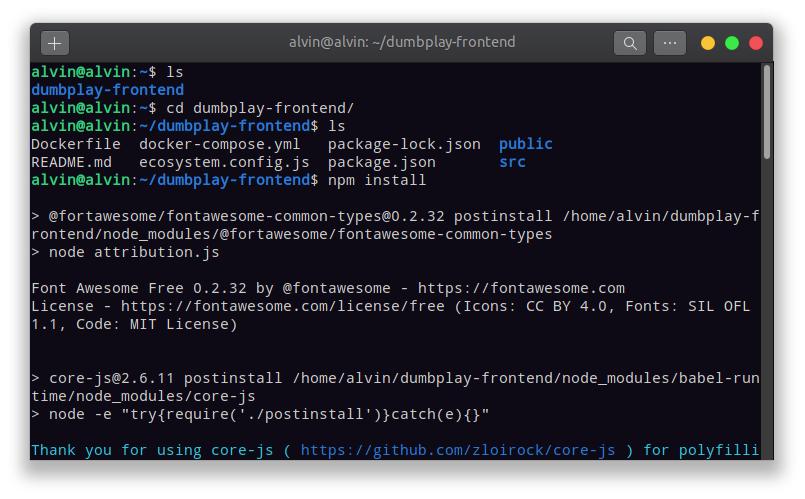 alvin@alvin: ~/dumbplay-frontend
alvin@alvin:~$ ls
dumbplay-frontend
alvin@alvin:~$ cd dumbplay-frontend/
alvin@alvin:~/dumbplay-frontend$ ls
Dockerfile  docker-compose.yml   package-lock.json  public
README.md   ecosystem.config.js  package.json       src
alvin@alvin:~/dumbplay-frontend$ npm install
> @fortawesome/fontawesome-common-types@0.2.32 postinstall /home/alvin/dumbplay-f
rontend/node_modules/@fortawesome/fontawesome-common-types
> node attribution.js
Font Awesome Free 0.2.32 by @fontawesome - https://fontawesome.com
License - https://fontawesome.com/license/free (Icons: CC BY 4.0, Fonts: SIL OFL
1.1, Code: MIT License)
> core-js@2.6.11 postinstall /home/alvin/dumbplay-frontend/node_modules/babel-run
time/node_modules/core-js
> node -e "try{require('./postinstall')}catch(e){}"
Thank you for using core-js ( https://github.com/zloirock/core-js ) for polyfilli